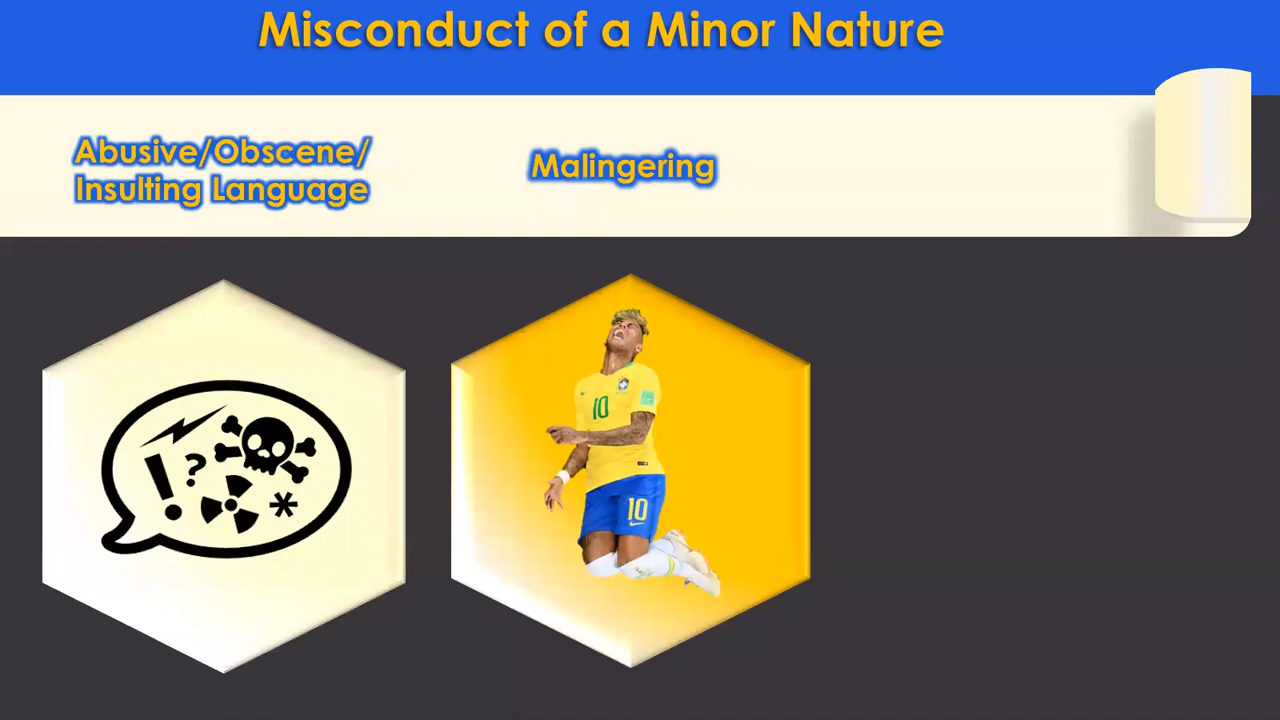 Misconduct of a Minor Nature
Abusive/Obscene/
Insulting Language
Malingering
!
?
*
10
10